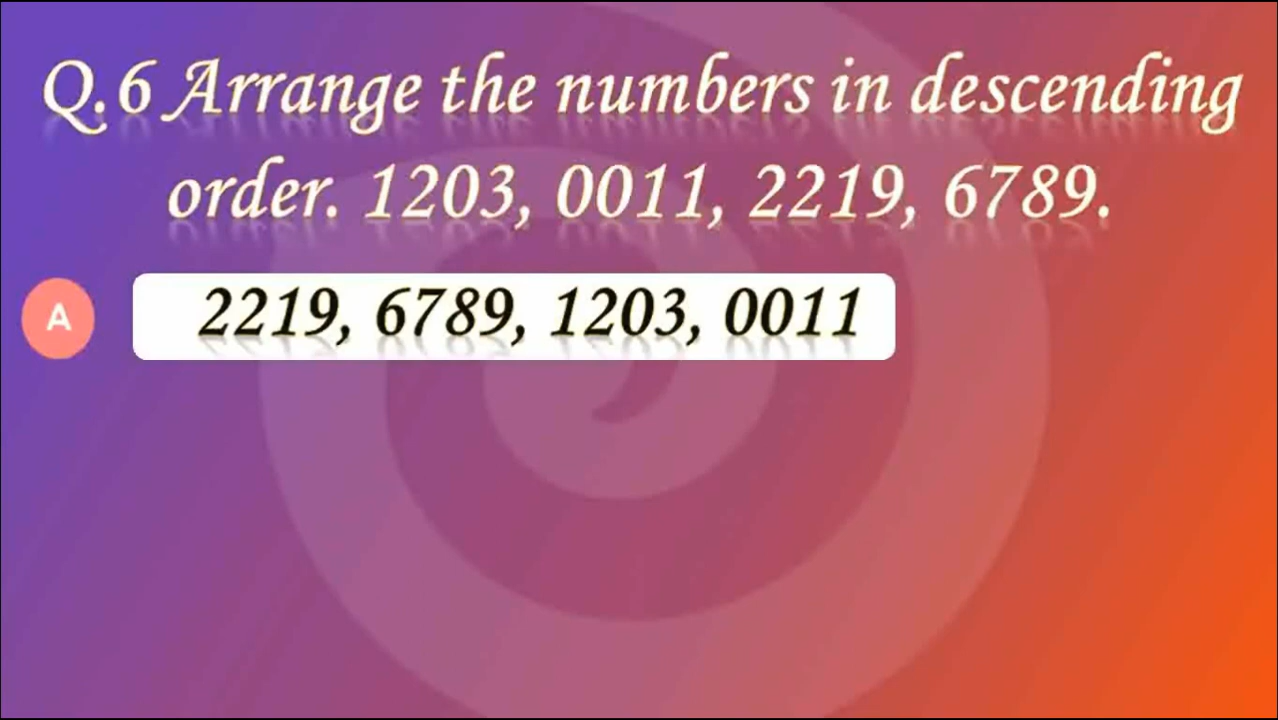 Q.6 Arrange the numbers in descending
order. 1203, 0011, 2219, 6789.
A
2219, 6789, 1203, 0011